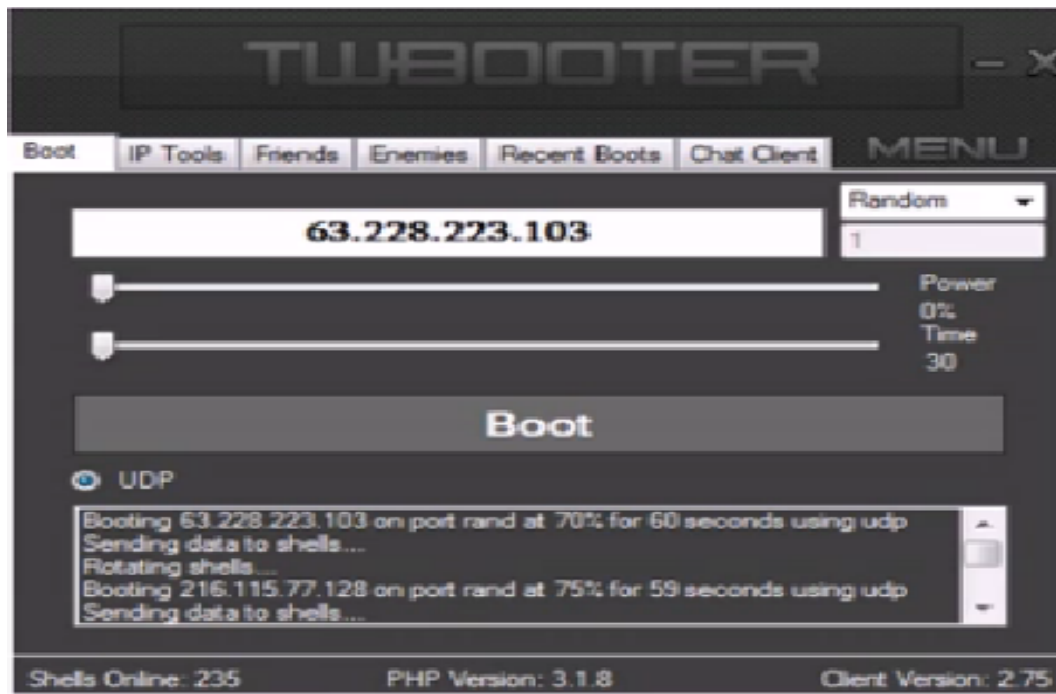 TWBOOTER
Boot IP Tools Friends Enemies Recent Boots Chat Client MENU
63.228.223.103
Random
1
Power
0%
Time
30
Boot
UDP
Booting 63.228.223.103 on port rand at 70% for 60 seconds using udp
Sending data to shells...
Rotating shells...
Booting 216.115.77.128 on port rand at 75% for 59 seconds using udp
Sending data to shells...
Shells Online: 235 PHP Version: 3.1.8 Client Version: 2.75